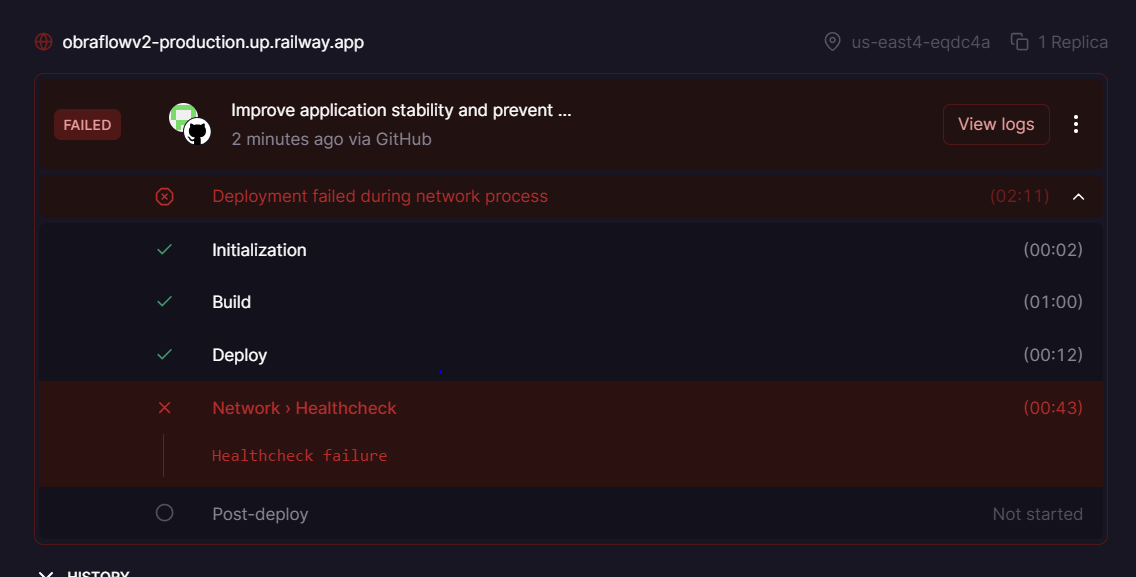 obraflowv2-production.up.railway.app
us-east4-eqdc4a
1 Replica
FAILED
Improve application stability and prevent ...
2 minutes ago via GitHub
View logs
Deployment failed during network process
(02:11)
Initialization
(00:02)
Build
(01:00)
Deploy
(00:12)
Network › Healthcheck
(00:43)
Healthcheck failure
Post-deploy
Not started
HISTORY